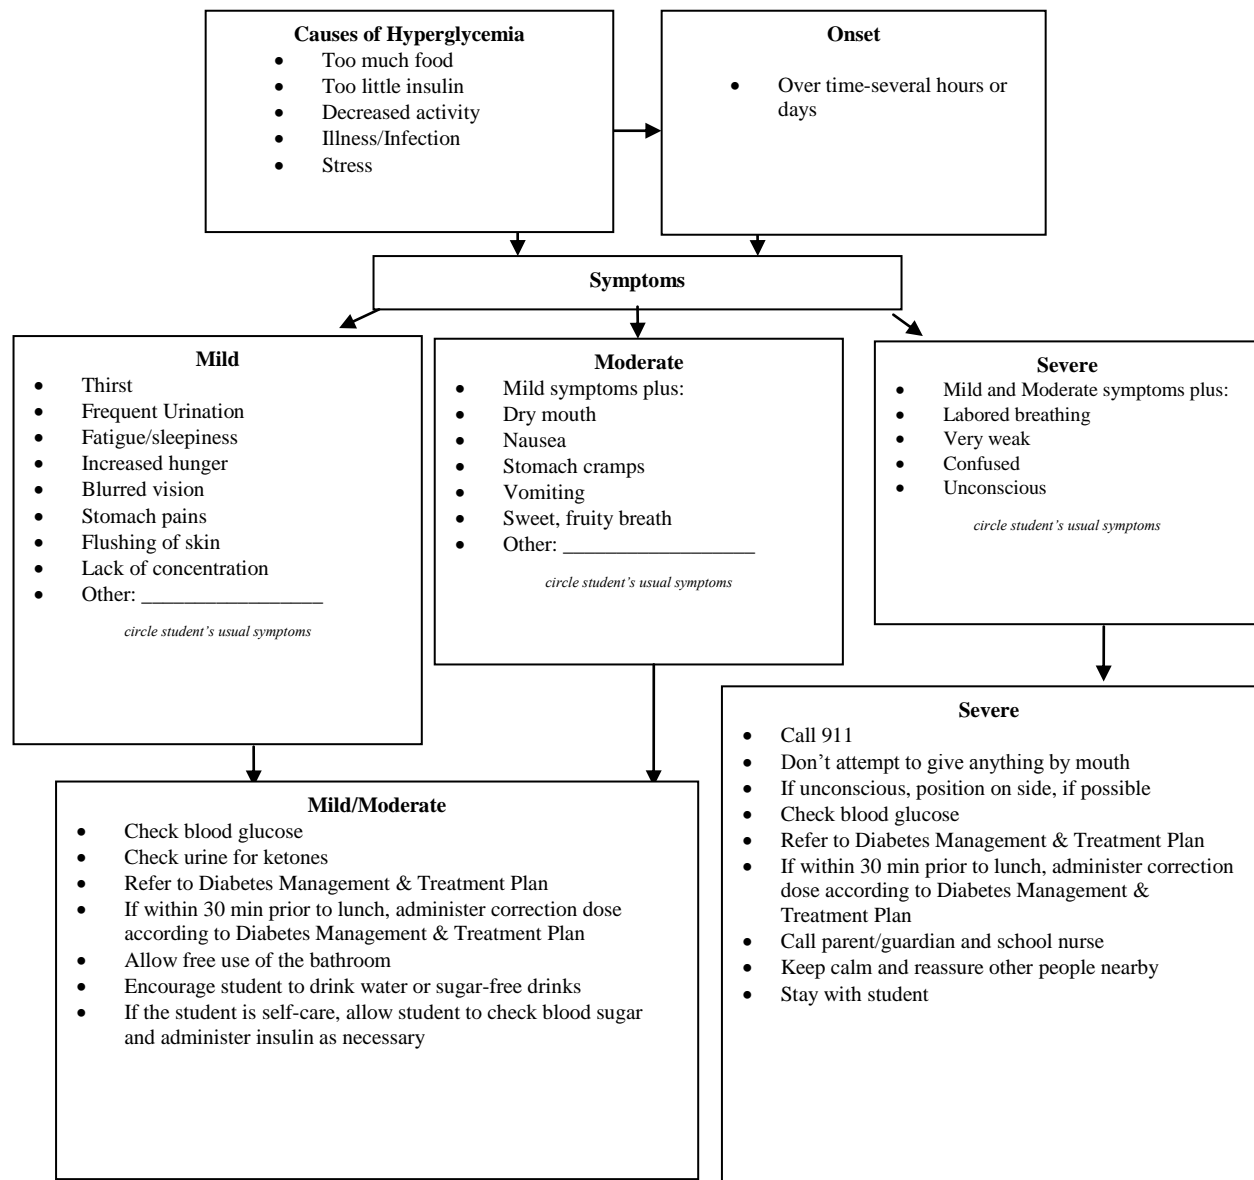 Causes of Hyperglycemia
• Too much food
• Too little insulin
• Decreased activity
• Illness/Infection
• Stress
Onset
• Over time-several hours or
days
Symptoms
Mild
• Thirst
• Frequent Urination
• Fatigue/sleepiness
• Increased hunger
• Blurred vision
• Stomach pains
• Flushing of skin
• Lack of concentration
• Other: _________________
circle student’s usual symptoms
Moderate
• Mild symptoms plus:
• Dry mouth
• Nausea
• Stomach cramps
• Vomiting
• Sweet, fruity breath
• Other: __________________
circle student’s usual symptoms
Severe
• Mild and Moderate symptoms plus:
• Labored breathing
• Very weak
• Confused
• Unconscious
circle student’s usual symptoms
Mild/Moderate
• Check blood glucose
• Check urine for ketones
• Refer to Diabetes Management & Treatment Plan
• If within 30 min prior to lunch, administer correction dose
according to Diabetes Management & Treatment Plan
• Allow free use of the bathroom
• Encourage student to drink water or sugar-free drinks
• If the student is self-care, allow student to check blood sugar
and administer insulin as necessary
Severe
• Call 911
• Don’t attempt to give anything by mouth
• If unconscious, position on side, if possible
• Check blood glucose
• Refer to Diabetes Management & Treatment Plan
• If within 30 min prior to lunch, administer correction
dose according to Diabetes Management &
Treatment Plan
• Call parent/guardian and school nurse
• Keep calm and reassure other people nearby
• Stay with student